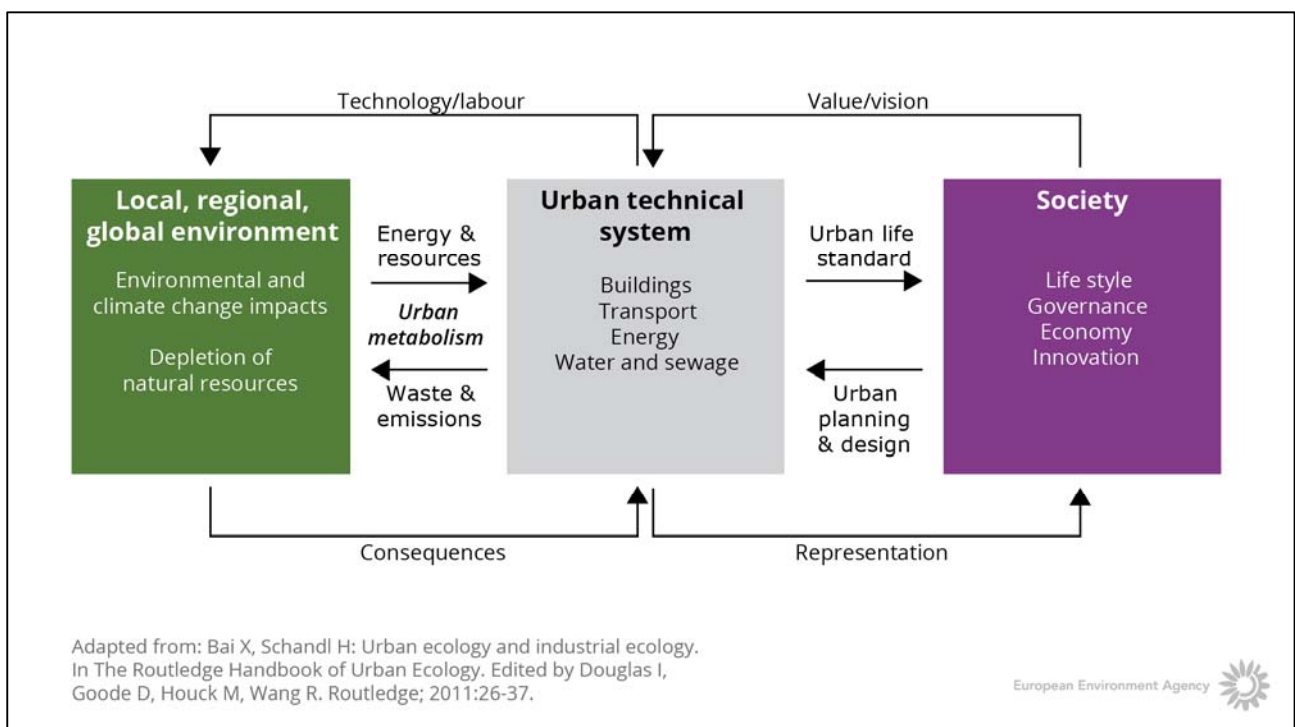 Technology/labour
Value/vision
Local, regional,
global environment
Environmental and
climate change impacts
Depletion of
natural resources
Energy &
resources
Urban
metabolism
Waste &
emissions
Urban technical
system
Buildings
Transport
Energy
Water and sewage
Urban life
standard
Urban
planning
& design
Society
Life style
Governance
Economy
Innovation
Consequences
Representation
Adapted from: Bai X, Schandl H: Urban ecology and industrial ecology.
In The Routledge Handbook of Urban Ecology. Edited by Douglas I,
Goode D, Houck M, Wang R. Routledge; 2011:26-37.
European Environment Agency